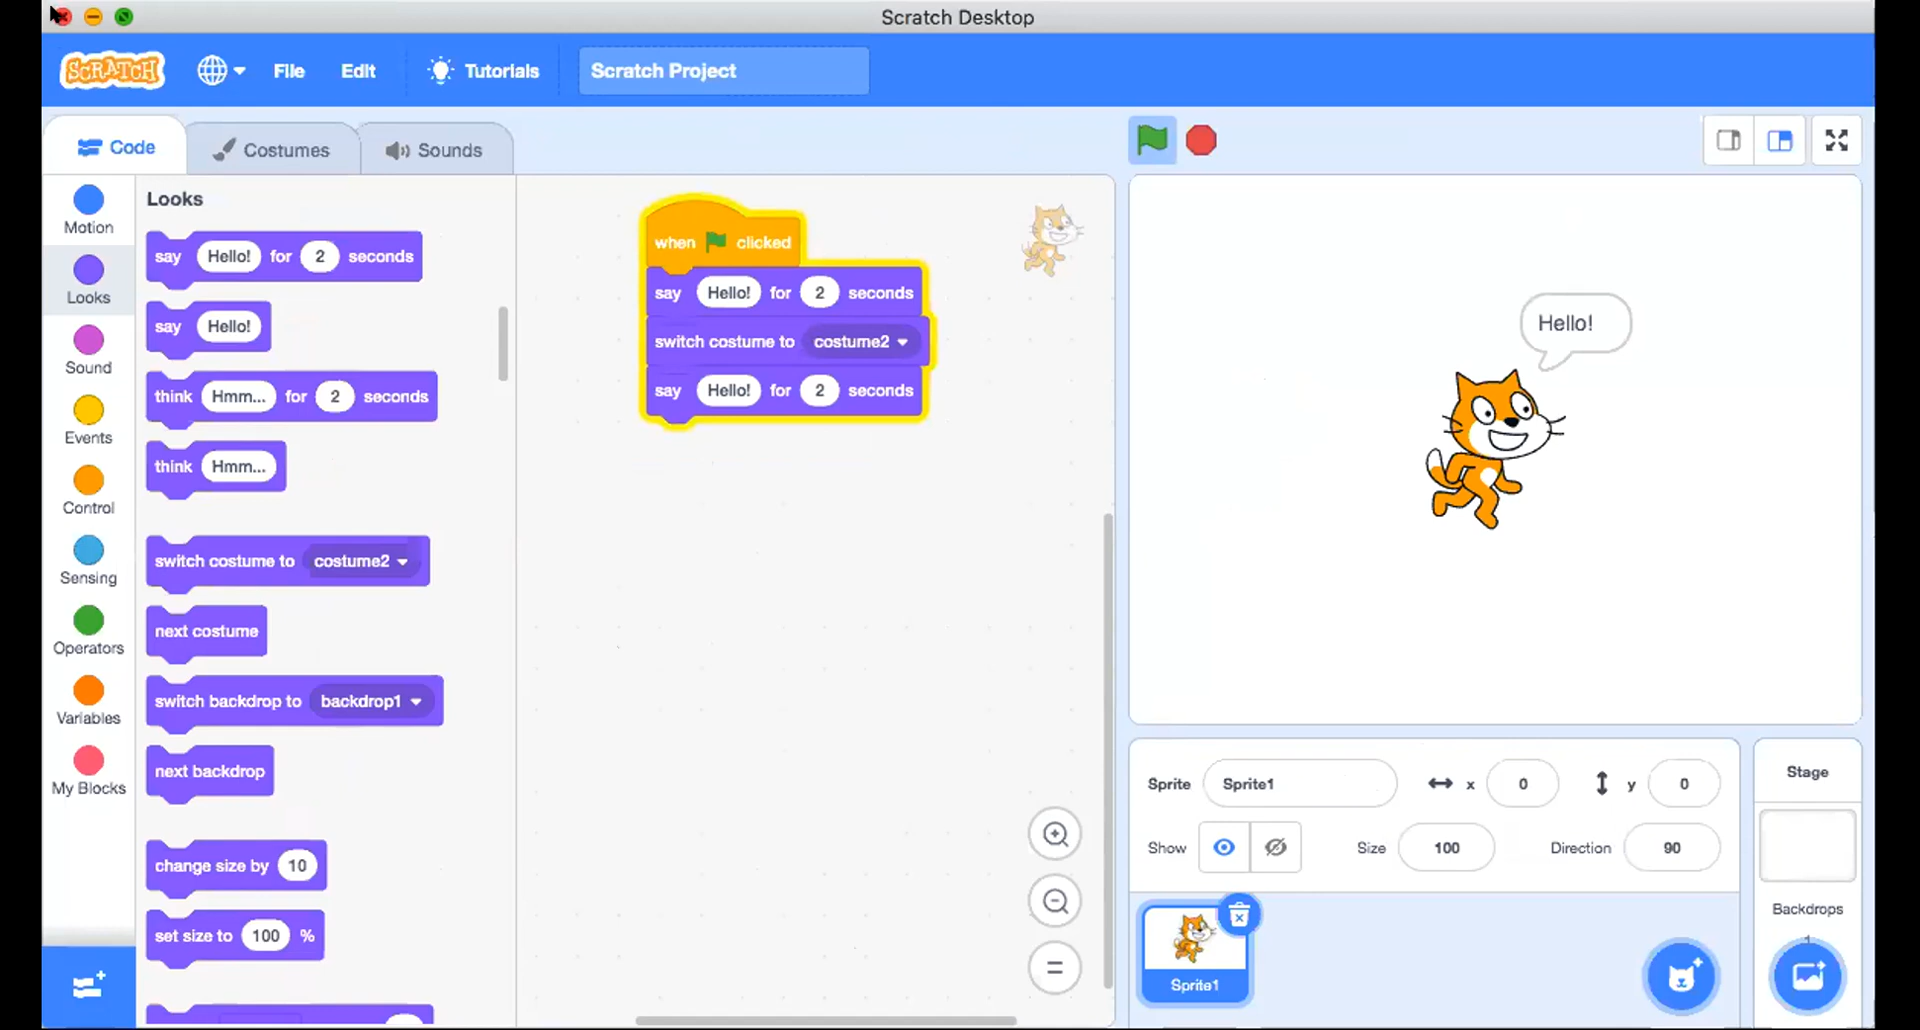 Scratch Desktop
SCRATCH File Edit Tutorials Scratch Project
Code Costumes Sounds
Motion
Looks
Sound
Events
Control
Sensing
Operators
Variables
My Blocks
Looks
say Hello! for 2 seconds
say Hello!
think Hmm... for 2 seconds
think Hmm...
switch costume to costume2
next costume
switch backdrop to backdrop1
next backdrop
change size by 10
set size to 100 %
when clicked
say Hello! for 2 seconds
switch costume to costume2
say Hello! for 2 seconds
Hello!
Sprite Sprite1 x 0 y 0
Show Size 100 Direction 90
Sprite1
Stage
Backdrops
1